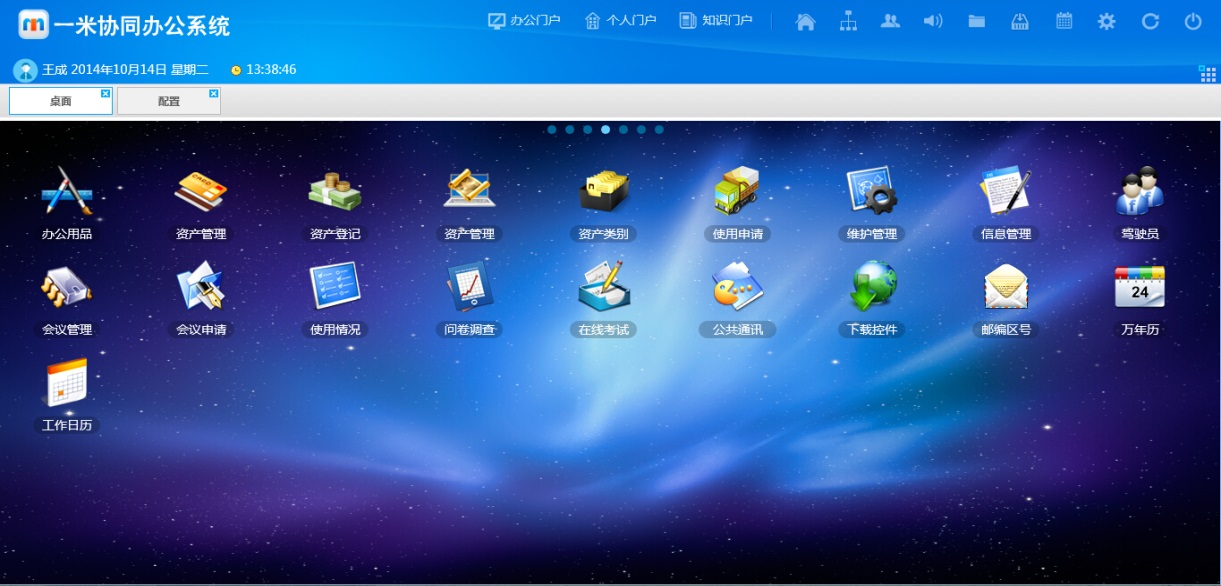 一米协同办公系统
办公门户 个人门户 知识门户
王成 2014年10月14日 星期二 13:38:46
桌面 配置
办公用品 资产管理 资产登记 资产管理 资产类别 使用申请 维护管理 信息管理 驾驶员
24
会议管理 会议申请 使用情况 问卷调查 在线考试 公共通讯 下载控件 邮编区号 万年历
工作日历